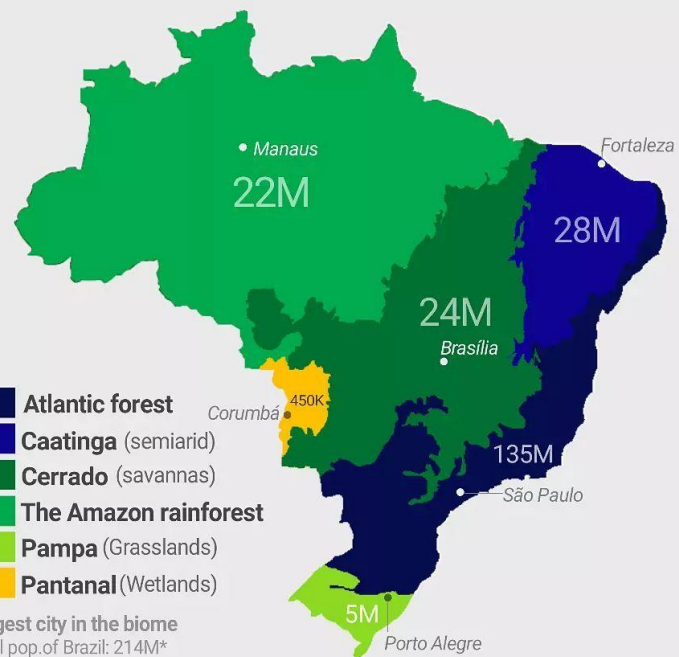 Manaus
22M
Fortaleza
28M
24M
Brasília
450K
Corumbá
135M
São Paulo
Atlantic forest
Caatinga (semiarid)
Cerrado (savannas)
The Amazon rainforest
Pampa (Grasslands)
Pantanal (Wetlands)
5M
Porto Alegre
city in the biome
pop.of Brazil: 214M*